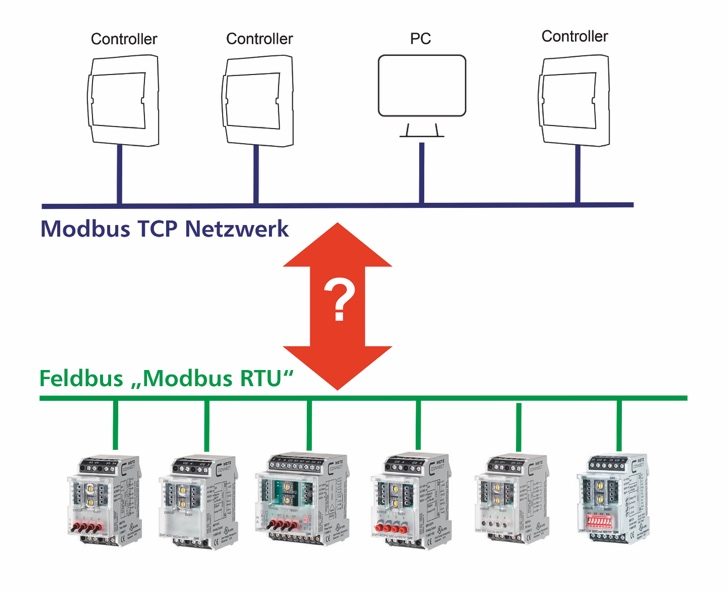 Controller
Controller
PC
Controller
Modbus TCP Netzwerk
?
Feldbus „Modbus RTU“